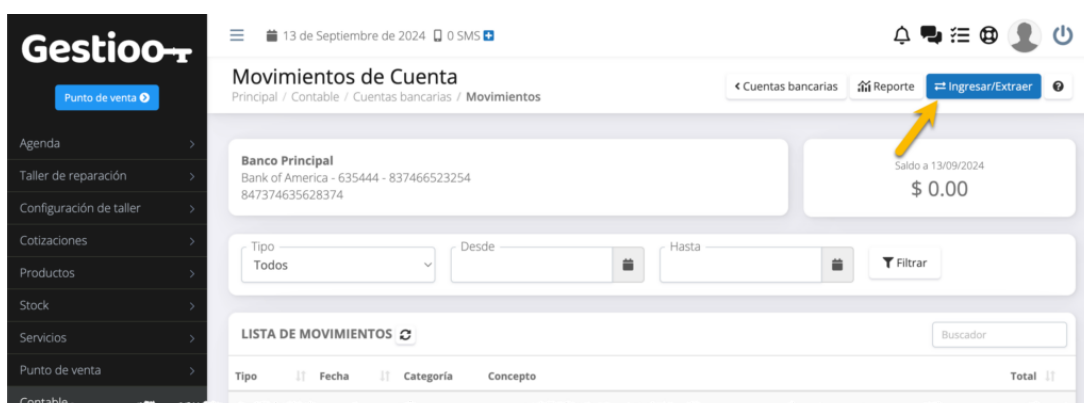 Gestioo
13 de Septiembre de 2024 0 SMS
Punto de venta
Movimientos de Cuenta
Principal / Contable / Cuentas bancarias / Movimientos
Cuentas bancarias
Reporte
Ingresar/Extraer
Agenda
Taller de reparación
Configuración de taller
Cotizaciones
Productos
Stock
Servicios
Punto de venta
Contable
Banco Principal
Bank of America - 635444 - 837466523254
847374635628374
Saldo a 13/09/2024
$ 0.00
Tipo
Todos
Desde
Hasta
Filtrar
LISTA DE MOVIMIENTOS
Buscador
Tipo Fecha Categoría Concepto Total